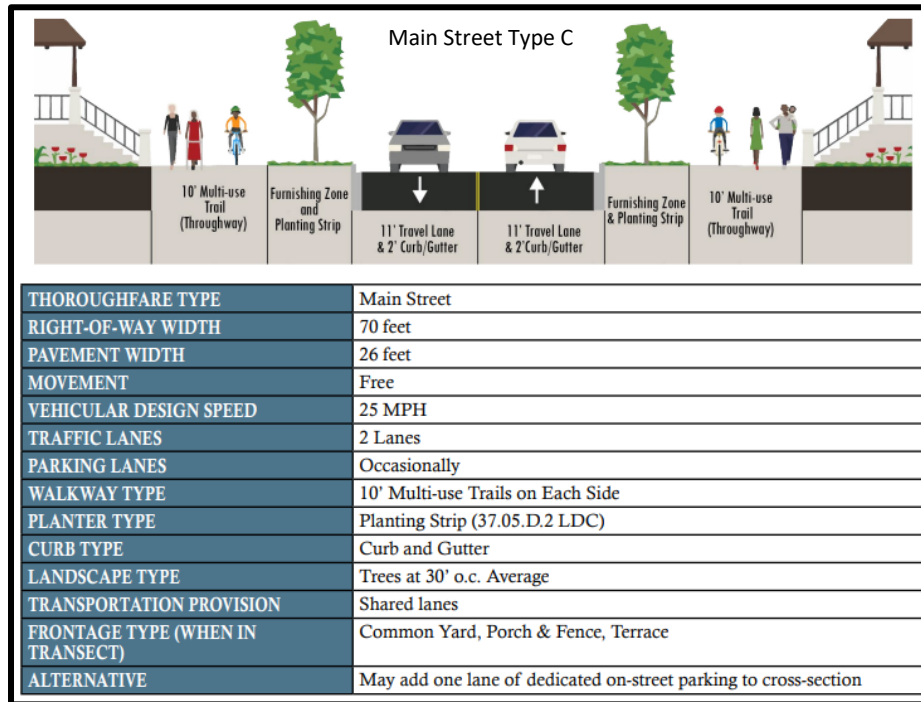 Main Street Type C
10' Multi-use
Trail
(Throughway)
Furnishing Zone
and
Planting Strip
11' Travel Lane
& 2' Curb/Gutter
11' Travel Lane
& 2'Curb/Gutter
Furnishing Zone
& Planting Strip
10' Multi-use
Trail
(Throughway)
THOROUGHFARE TYPE Main Street
RIGHT-OF-WAY WIDTH 70 feet
PAVEMENT WIDTH 26 feet
MOVEMENT Free
VEHICULAR DESIGN SPEED 25 MPH
TRAFFIC LANES 2 Lanes
PARKING LANES Occasionally
WALKWAY TYPE 10’ Multi-use Trails on Each Side
PLANTER TYPE Planting Strip (37.05.D.2 LDC)
CURB TYPE Curb and Gutter
LANDSCAPE TYPE Trees at 30’ o.c. Average
TRANSPORTATION PROVISION Shared lanes
FRONTAGE TYPE (WHEN IN
TRANSECT) Common Yard, Porch & Fence, Terrace
ALTERNATIVE May add one lane of dedicated on-street parking to cross-section